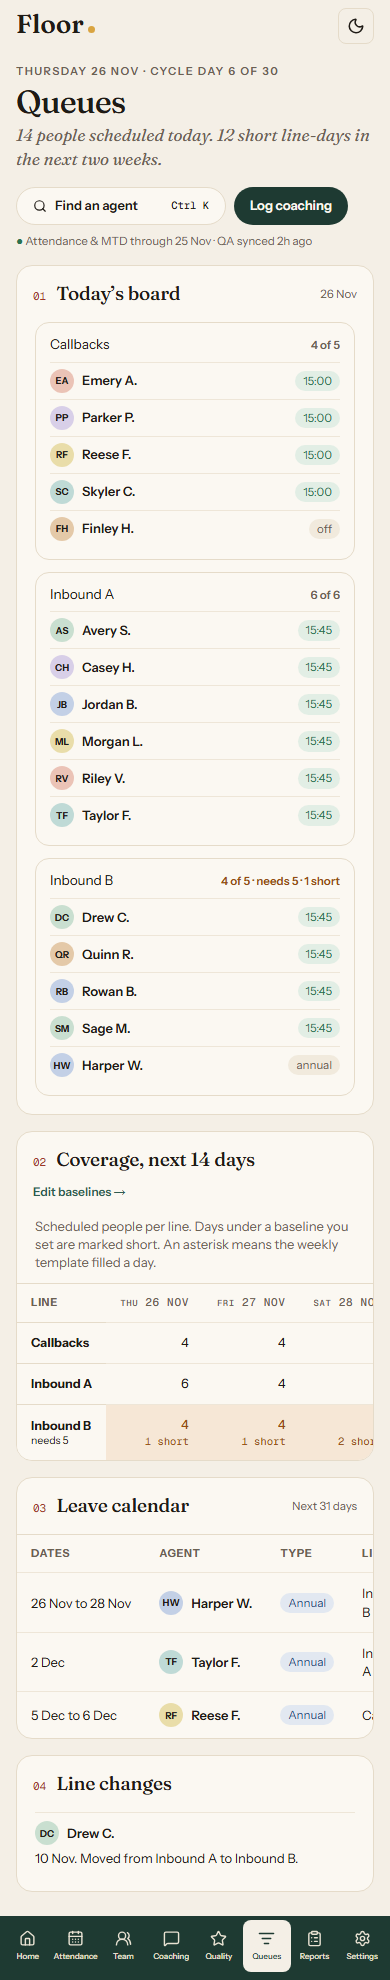 Floor.
THURSDAY 26 NOV · CYCLE DAY 6 OF 30
Queues
14 people scheduled today. 12 short line-days in
the next two weeks.
Find an agent Ctrl K Log coaching
Attendance & MTD through 25 Nov · QA synced 2h ago
01 Today's board 26 Nov
Callbacks 4 of 5
EA Emery A. 15:00
PP Parker P. 15:00
RF Reese F. 15:00
SC Skyler C. 15:00
FH Finley H. off
Inbound A 6 of 6
AS Avery S. 15:45
CH Casey H. 15:45
JB Jordan B. 15:45
ML Morgan L. 15:45
RV Riley V. 15:45
TF Taylor F. 15:45
Inbound B 4 of 5 · needs 5 · 1 short
DC Drew C. 15:45
QR Quinn R. 15:45
RB Rowan B. 15:45
SM Sage M. 15:45
HW Harper W. annual
02 Coverage, next 14 days
Edit baselines →
Scheduled people per line. Days under a baseline you
set are marked short. An asterisk means the weekly
template filled a day.
LINE THU 26 NOV FRI 27 NOV SAT 28 NO
Callbacks 4 4
Inbound A 6 4
Inbound B 4 4
needs 5 1 short 1 short 2 shor
03 Leave calendar Next 31 days
DATES AGENT TYPE LI
26 Nov to 28 Nov HW Harper W. Annual In
B
2 Dec TF Taylor F. Annual In
A
5 Dec to 6 Dec RF Reese F. Annual Ca
04 Line changes
DC Drew C.
10 Nov. Moved from Inbound A to Inbound B.
Home Attendance Team Coaching Quality Queues Reports Settings